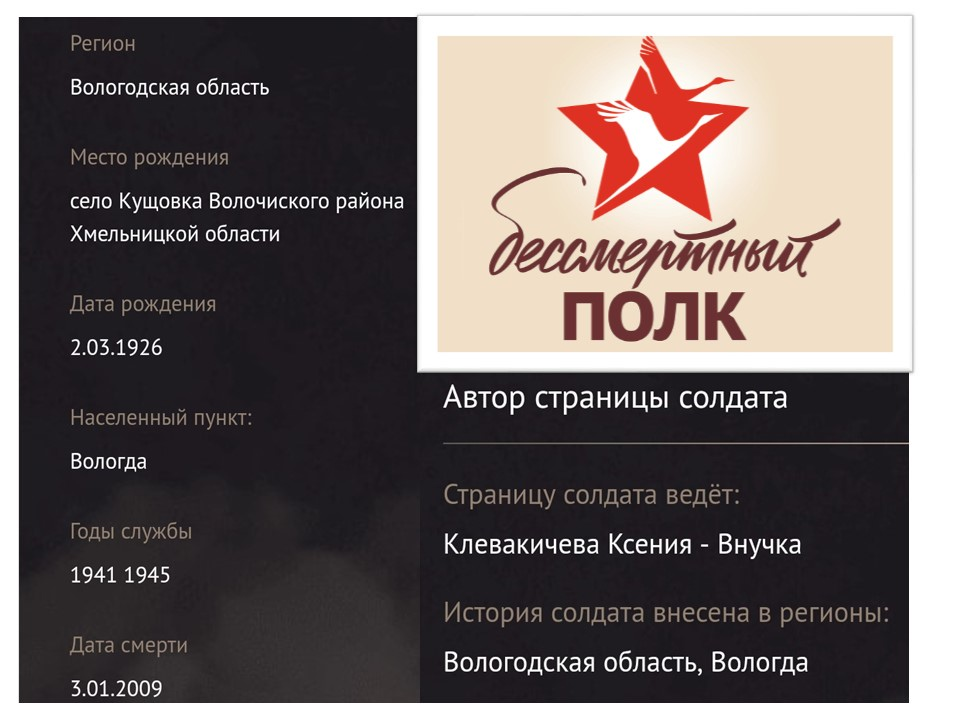 Регион
Вологодская область
Место рождения
село Кущовка Волочиского района
Хмельницкой области
Дата рождения
2.03.1926
Населенный пункт:
Вологда
Годы службы
1941 1945
Дата смерти
3.01.2009
бессмертный
ПОЛК
Автор страницы солдата
Страницу солдата ведёт:
Клевакичева Ксения - Внучка
История солдата внесена в регионы:
Вологодская область, Вологда